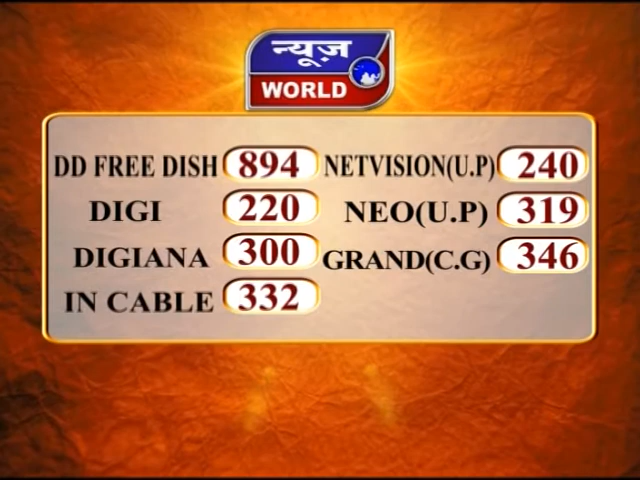 न्यूज़
WORLD
DD FREE DISH 894 NETVISION(U.P) 240
DIGI 220 NEO(U.P) 319
DIGIANA 300 GRAND(C.G) 346
IN CABLE 332